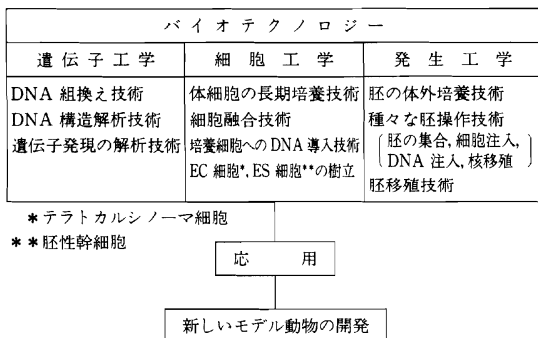 バイオテクノロジー
遺伝子工学
DNA 組換え技術
DNA 構造解析技術
遺伝子発現の解析技術
細胞工学
体細胞の長期培養技術
細胞融合技術
培養細胞へのDNA導入技術
EC 細胞*, ES 細胞**の樹立
発生工学
胚の体外培養技術
種々な胚操作技術
(胚の集合, 細胞注入,
DNA 注入, 核移殖)
胚移殖技術
*テラトカルシノーマ細胞
**胚性幹細胞
応用
新しいモデル動物の開発